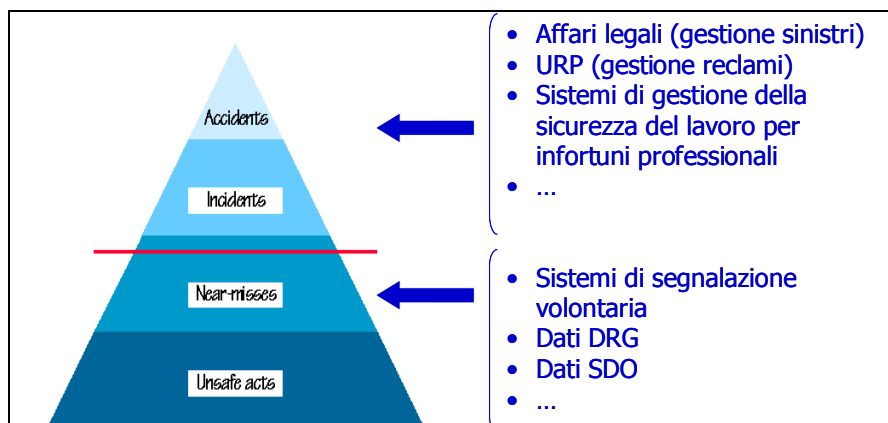 Accidents
Incidents
Near-misses
Unsafe acts
• Affari legali (gestione sinistri)
• URP (gestione reclami)
• Sistemi di gestione della
sicurezza del lavoro per
infortuni professionali
• ...
• Sistemi di segnalazione
volontaria
• Dati DRG
• Dati SDO
• ...